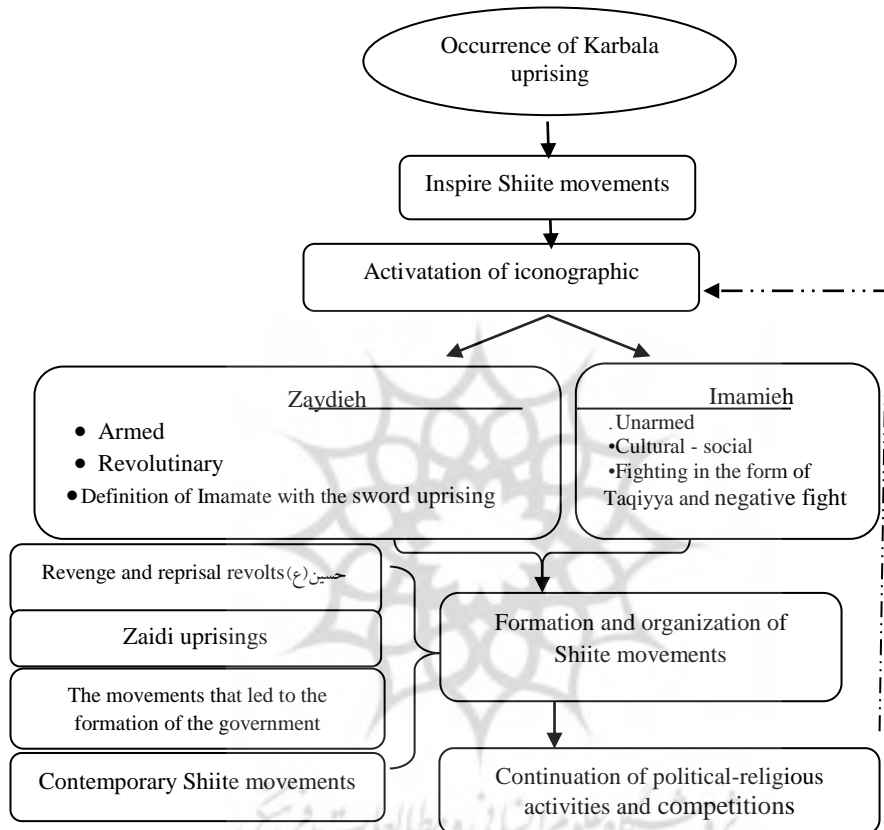 Occurrence of Karbala
uprising
Inspire Shiite movements
Activatation of iconographic
Zaydieh
• Armed
• Revolutinary
• Definition of Imamate with the sword uprising
Imamieh
.Unarmed
•Cultural - social
•Fighting in the form of
Taqiyya and negative fight
Revenge and reprisal revolts حسین(ع)
Zaidi uprisings
The movements that led to the
formation of the government
Contemporary Shiite movements
Formation and organization of
Shiite movements
Continuation of political-religious
activities and competitions